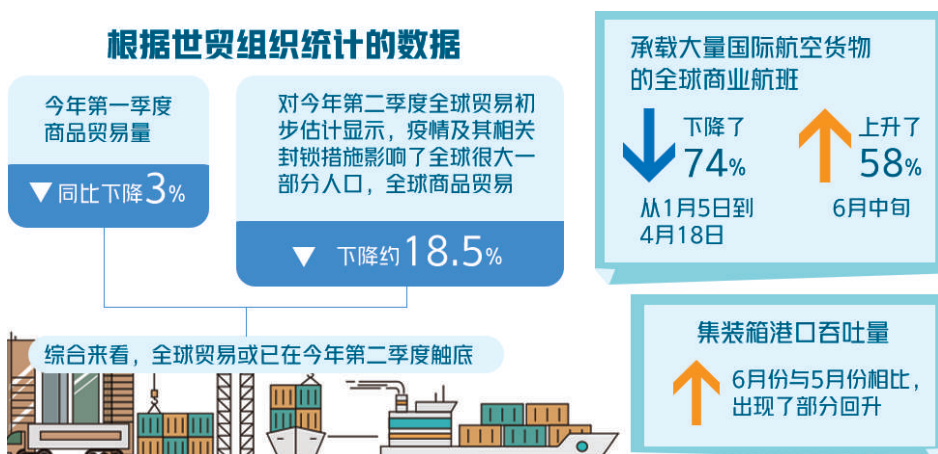 根据世贸组织统计的数据
今年第一季度
商品贸易量
▼同比下降3%
对今年第二季度全球贸易初
步估计显示，疫情及其相关
封锁措施影响了全球很大一
部分人口，全球商品贸易
▼ 下降约18.5%
综合来看，全球贸易或已在今年第二季度触底
承载大量国际航空货物
的全球商业航班
下降了
74%
从1月5日到
4月18日
上升了
58%
6月中旬
集装箱港口吞吐量
6月份与5月份相比，
出现了部分回升